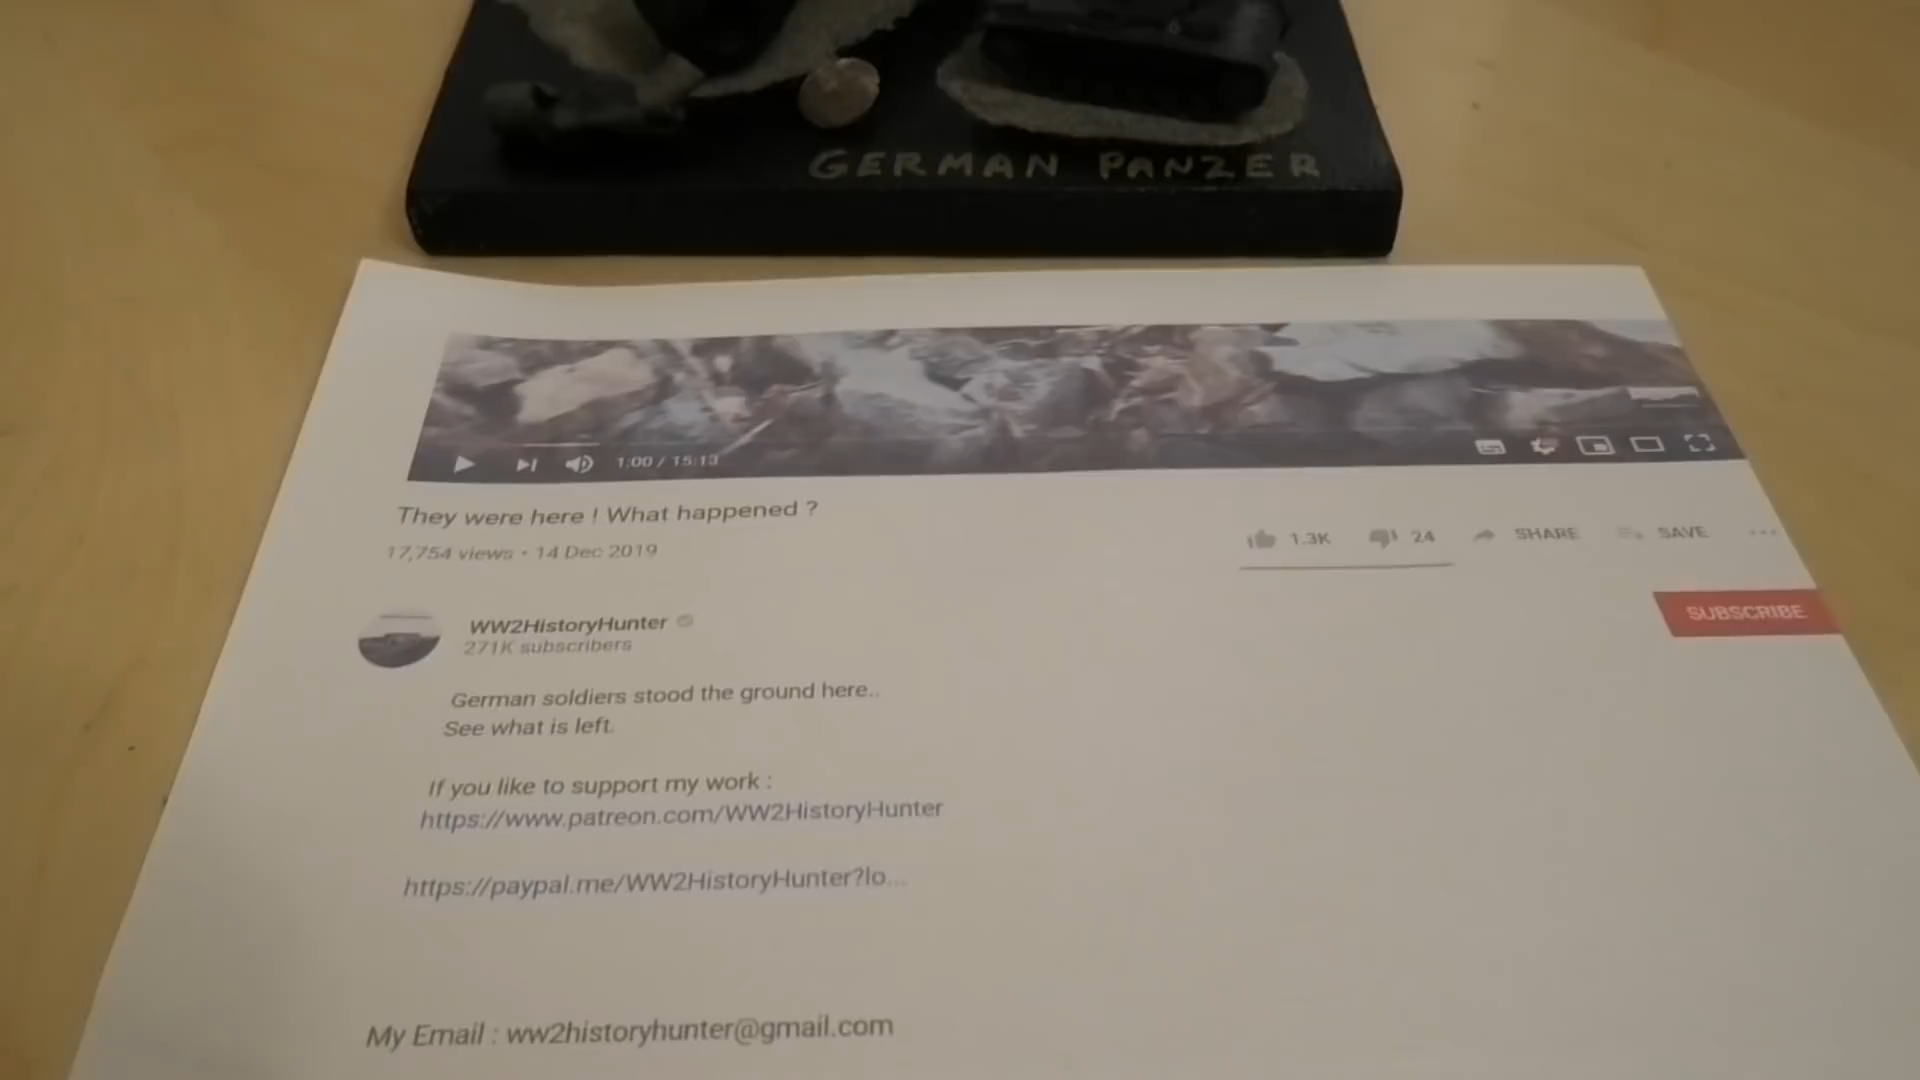 GERMAN PANZER
1:00 / 15:13
They were here ! What happened ?
17,754 views • 14 Dec 2019
1.3K 24 SHARE SAVE
SUBSCRIBE
WW2HistoryHunter
271K subscribers
German soldiers stood the ground here..
See what is left.
If you like to support my work :
https://www.patreon.com/WW2HistoryHunter
https://paypal.me/WW2HistoryHunter?lo...
My Email : ww2historyhunter@gmail.com